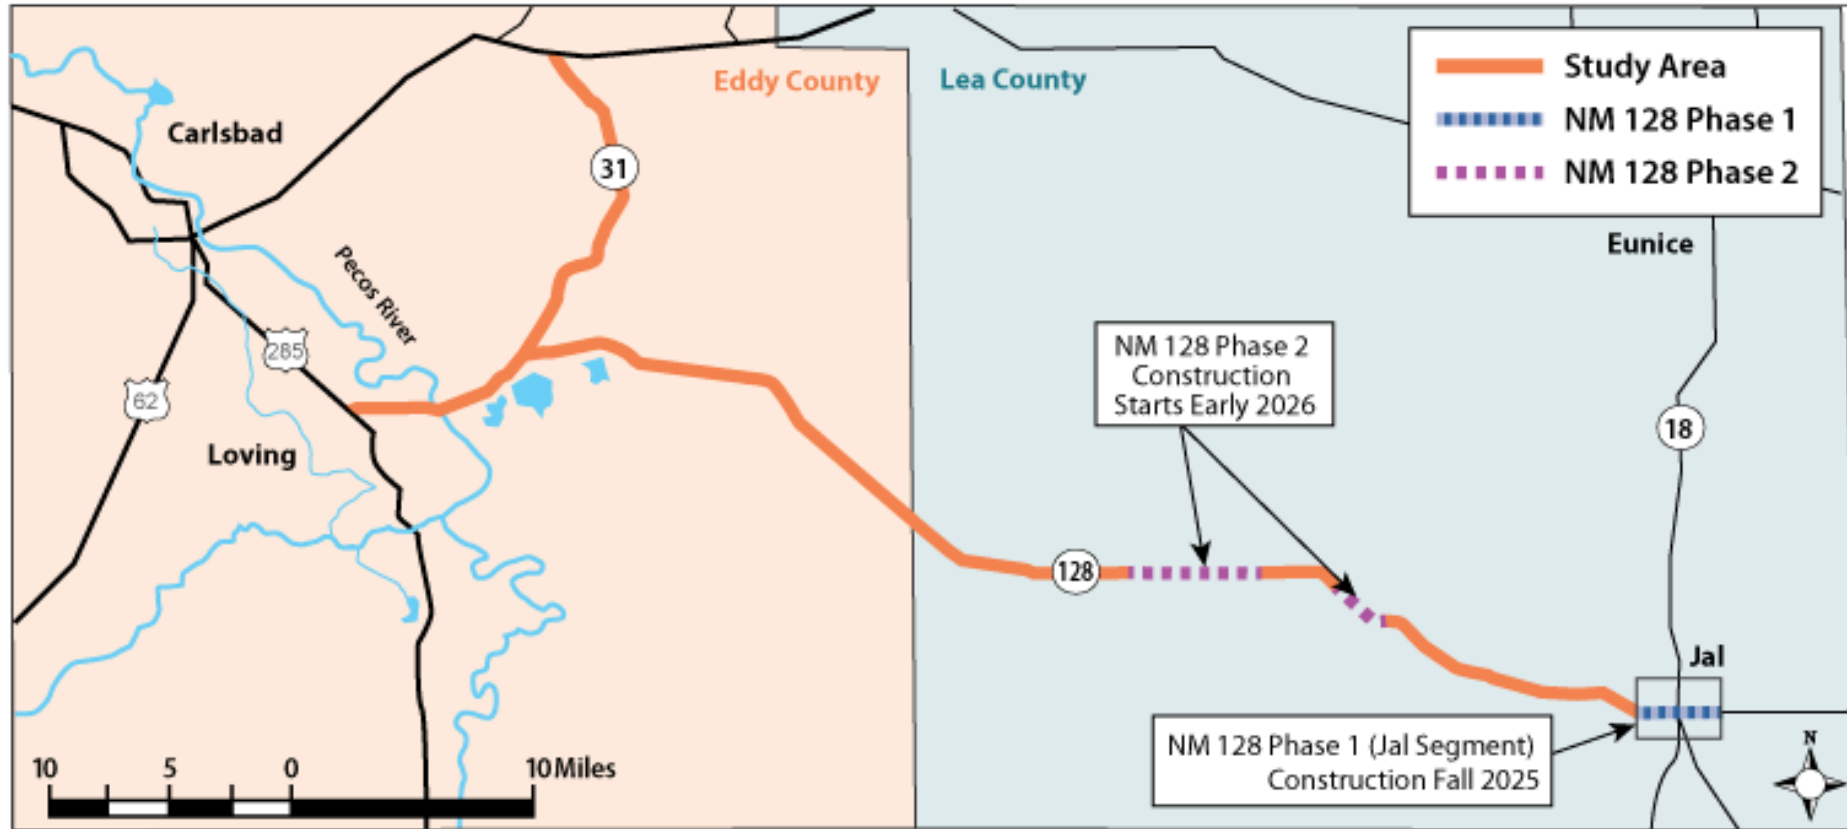 Eddy County
Lea County
Study Area
NM 128 Phase 1
NM 128 Phase 2
Carlsbad
31
Eunice
Pecos River
285
62
NM 128 Phase 2
Construction
Starts Early 2026
18
Loving
128
Jal
NM 128 Phase 1 (Jal Segment)
Construction Fall 2025
N
10 5 0 10 Miles